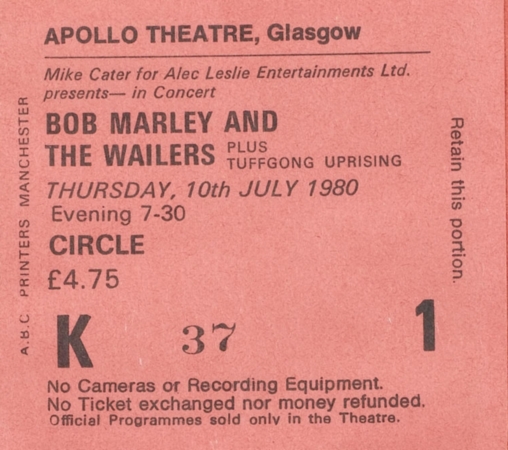 APOLLO THEATRE, Glasgow
Mike Cater for Alec Leslie Entertainments Ltd.
presents— in Concert
BOB MARLEY AND
THE WAILERS PLUS
TUFFGONG UPRISING
THURSDAY, 10th JULY 1980
Evening 7-30
CIRCLE
£4.75
K 37 1
No Cameras or Recording Equipment.
No Ticket exchanged nor money refunded.
Official Programmes sold only in the Theatre.
A.B.C PRINTERS MANCHESTER
Retain this portion.